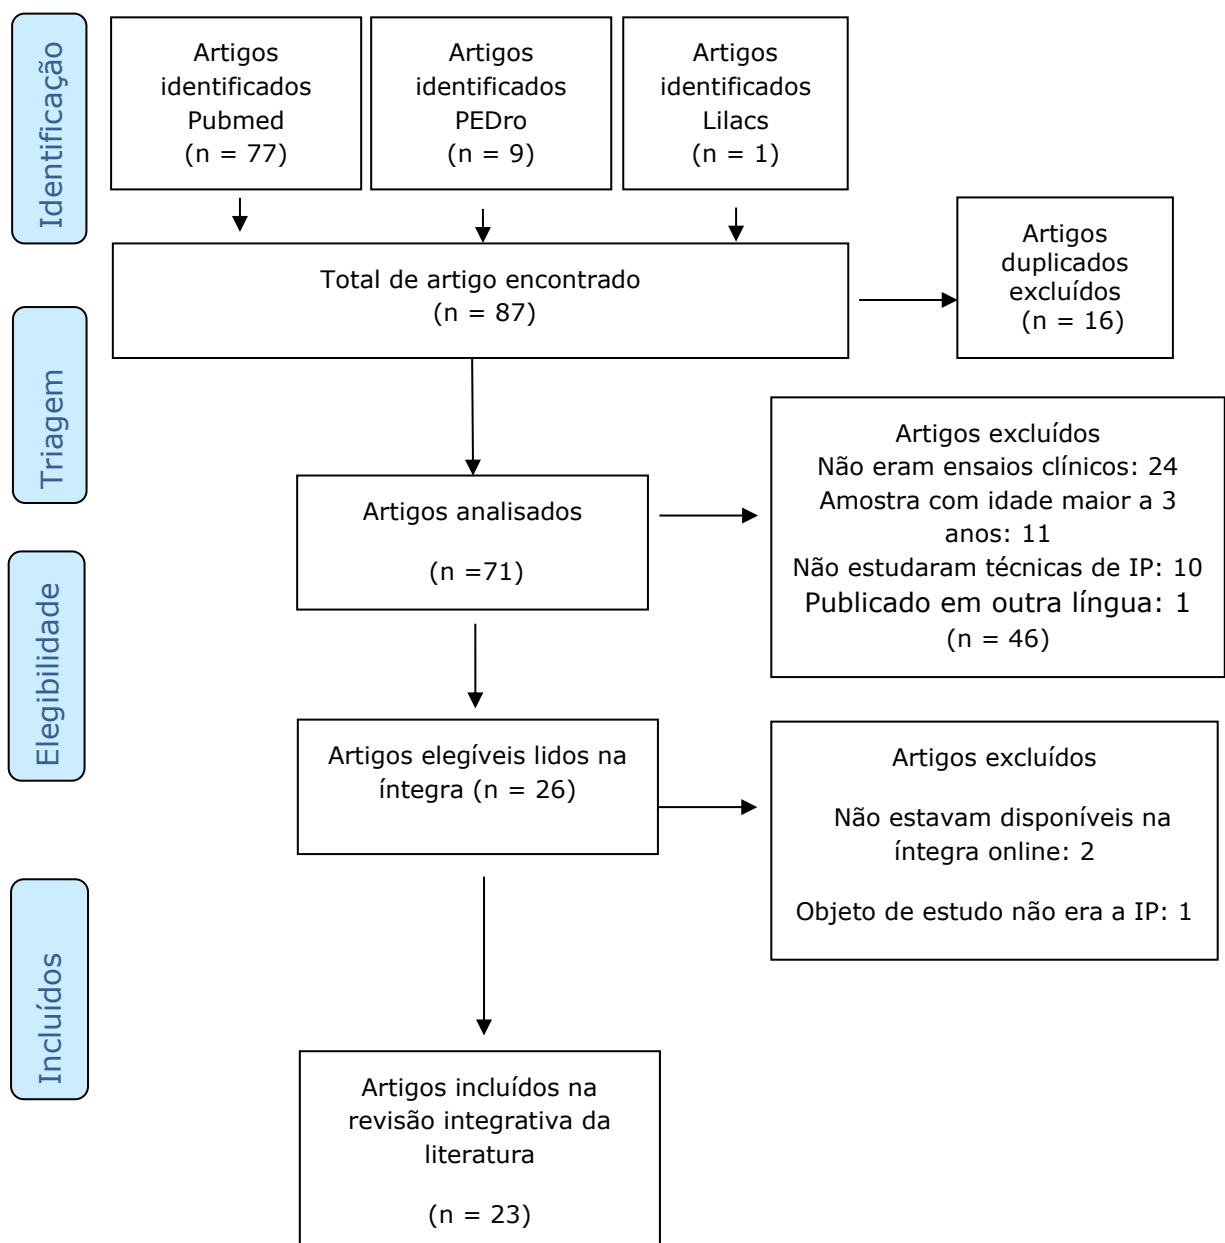 Identificação
Artigos
identificados
Pubmed
(n = 77)
Artigos
identificados
PEDro
(n = 9)
Artigos
identificados
Lilacs
(n = 1)
Total de artigo encontrado
(n = 87)
Artigos
duplicados
excluídos
(n = 16)
Triagem
Artigos analisados
(n =71)
Artigos excluídos
Não eram ensaios clínicos: 24
Amostra com idade maior a 3
anos: 11
Não estudaram técnicas de IP: 10
Publicado em outra língua: 1
(n = 46)
Elegibilidade
Artigos elegíveis lidos na
íntegra (n = 26)
Artigos excluídos
Não estavam disponíveis na
íntegra online: 2
Objeto de estudo não era a IP: 1
Incluídos
Artigos incluídos na
revisão integrativa da
literatura
(n = 23)